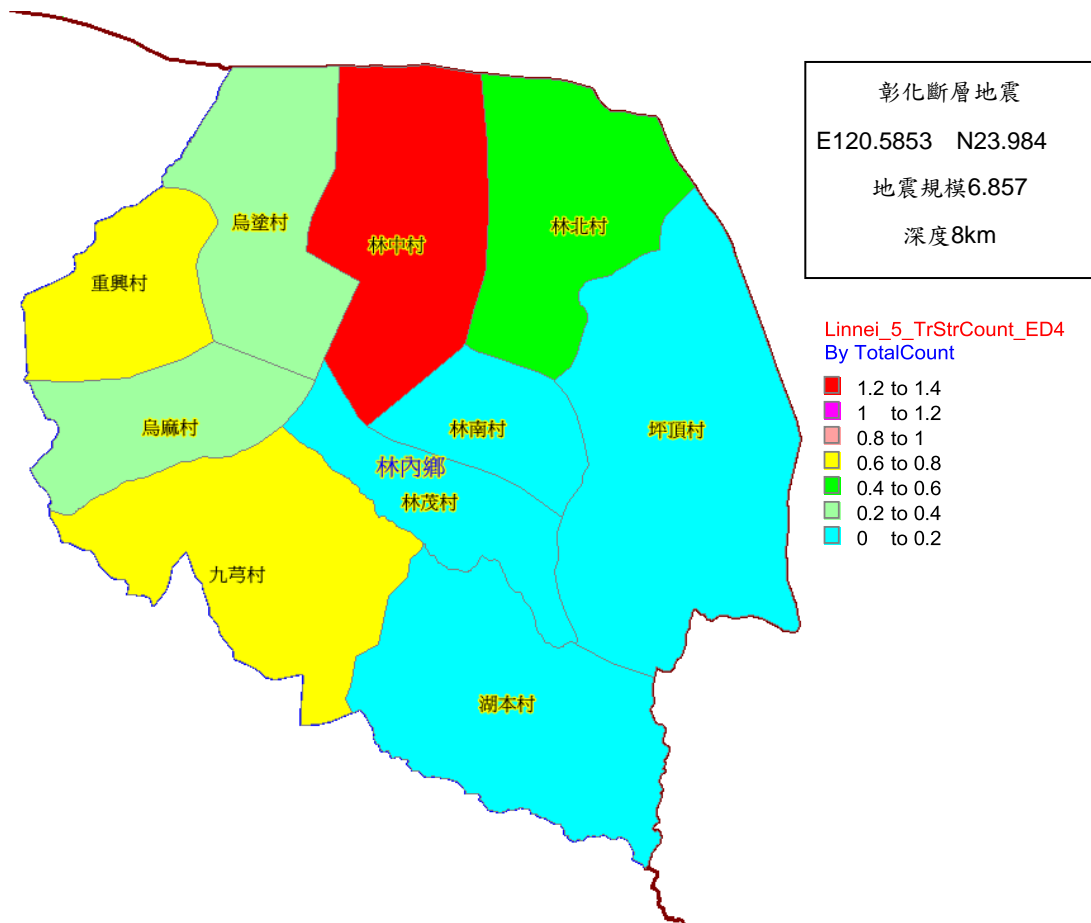 彰化斷層地震
E120.5853 N23.984
地震規模6.857
深度8km
烏塗村
林中村
林北村
重興村
烏麻村
林南村
坪頂村
林內鄉
林茂村
九芎村
湖本村
Linnei_5_TrStrCount_ED4
By TotalCount
1.2 to 1.4
1 to 1.2
0.8 to 1
0.6 to 0.8
0.4 to 0.6
0.2 to 0.4
0 to 0.2